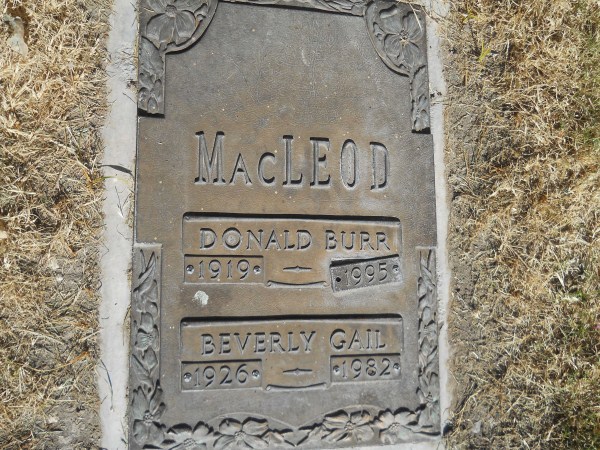 MacLEOD
DONALD BURR
1919 1995
BEVERLY GAIL
1926 1982